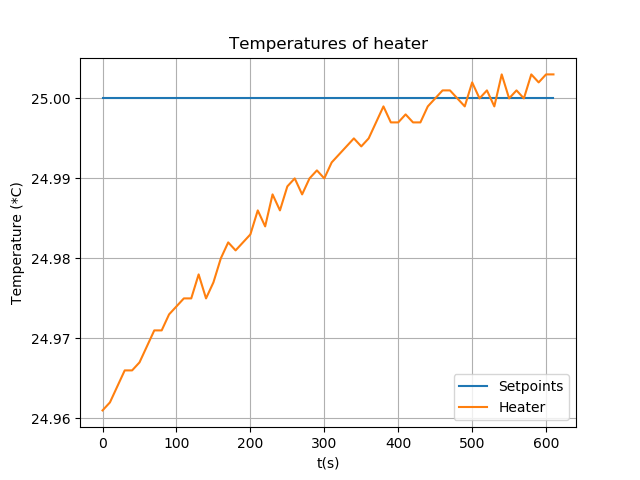 Temperatures of heater
Temperature (*C)
25.00
24.99
24.98
24.97
24.96
0 100 200 300 400 500 600
t(s)
Setpoints
Heater